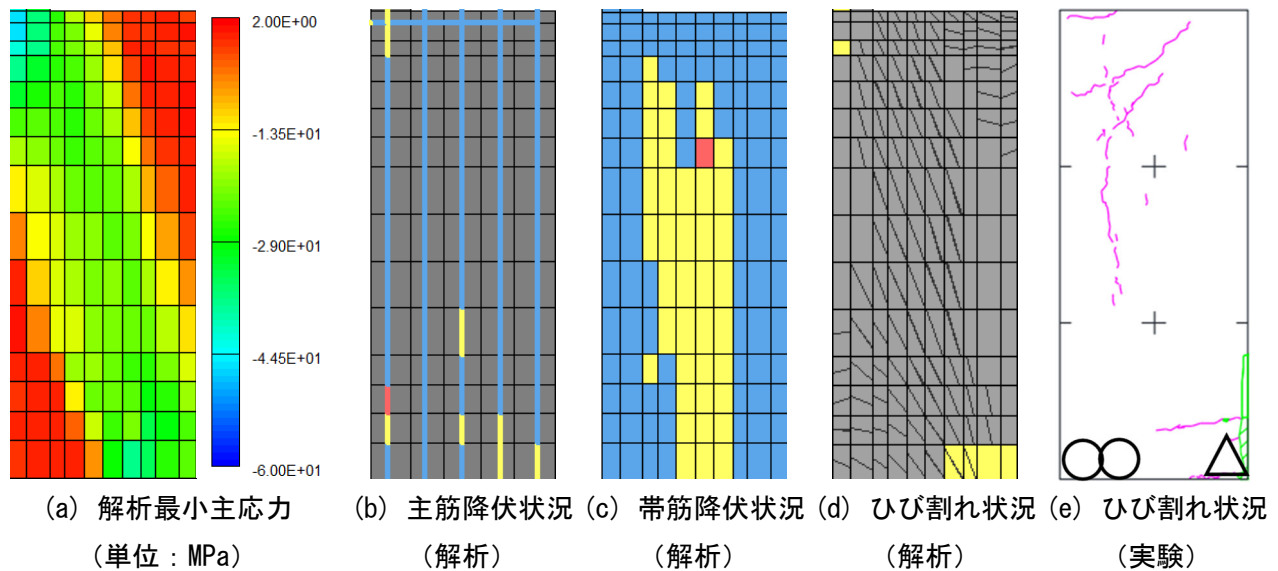 2.00E+00
-1.35E+01
-2.90E+01
-4.45E+01
-6.00E+01
(a) 解析最小主応力
(単位：MPa)
(b) 主筋降伏状況
(解析)
(c) 帯筋降伏状況
(解析)
(d) ひび割れ状況
(解析)
(e) ひび割れ状況
(実験)